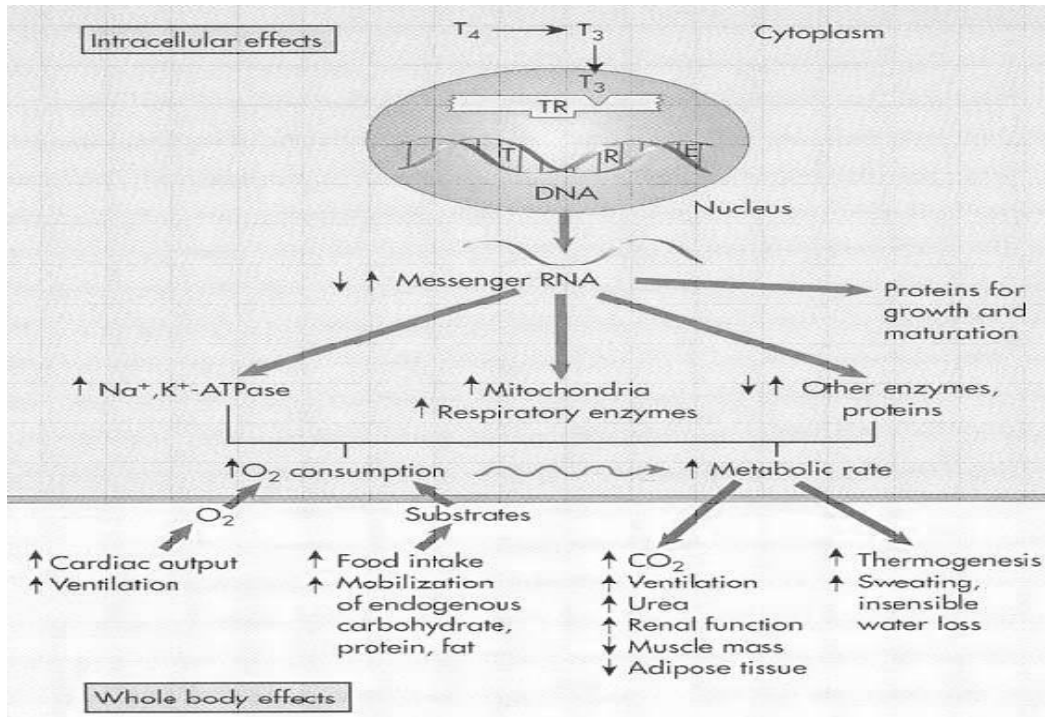 Intracellular effects
T₄ → T₃
Cytoplasm
T₃
TR
T R E
DNA
Nucleus
↓ ↑ Messenger RNA
Proteins for
growth and
maturation
↑ Na⁺,K⁺-ATPase
↑ Mitochondria
↑ Respiratory enzymes
↓ ↑ Other enzymes,
proteins
↑ O₂ consumption
↑ Metabolic rate
O₂
Substrates
↑ Cardiac output
↑ Ventilation
↑ Food intake
↑ Mobilization
of endogenous
carbohydrate,
protein, fat
↑ CO₂
↑ Ventilation
↑ Urea
↑ Renal function
↓ Muscle mass
↓ Adipose tissue
↑ Thermogenesis
↑ Sweating,
insensible
water loss
Whole body effects